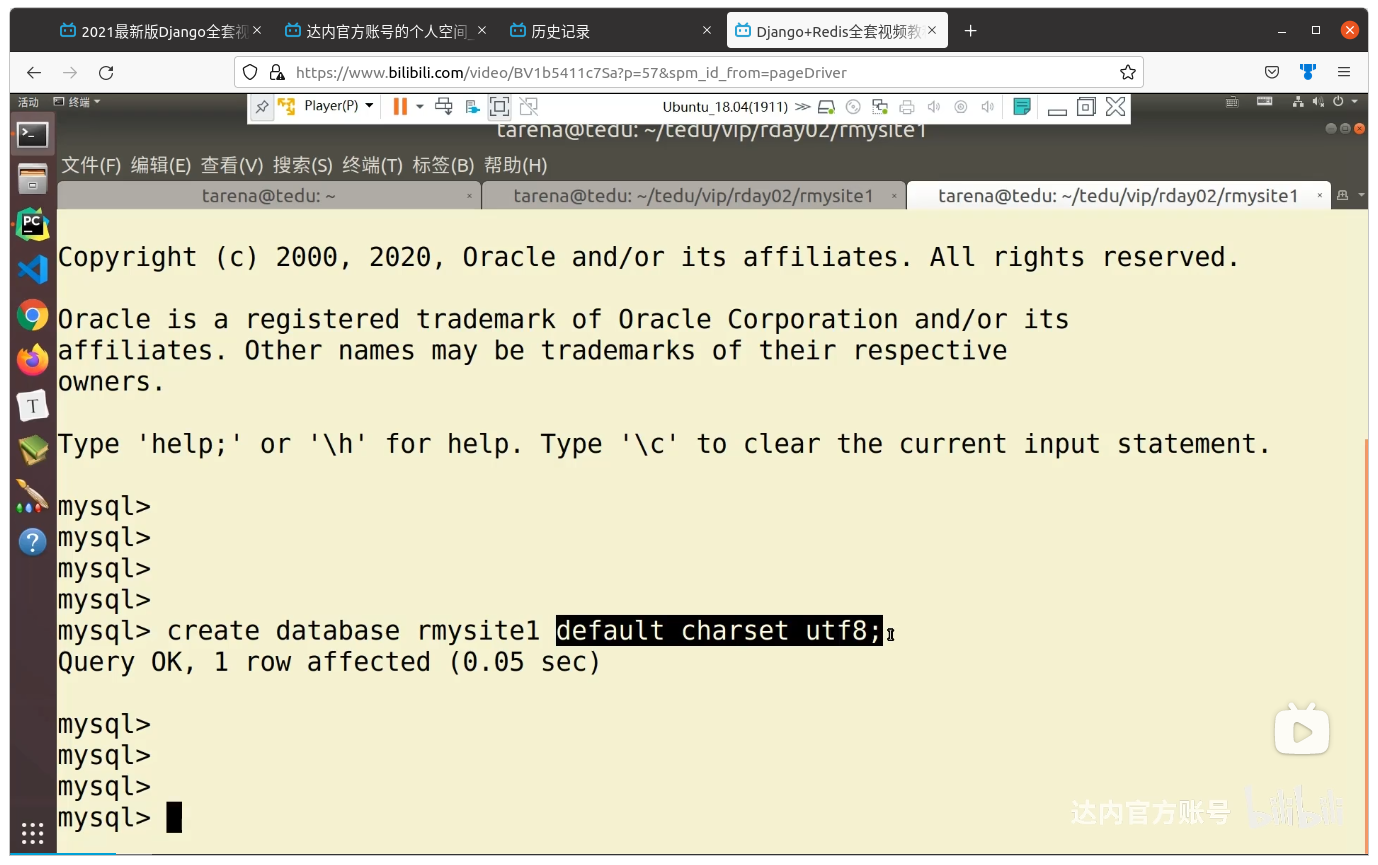 2021最新版Django全套视
达内官方账号的个人空间_
历史记录
Django+Redis全套视频教
https://www.bilibili.com/video/BV1b5411c7Sa?p=57&spm_id_from=pageDriver
活动 终端
Player(P)
Ubuntu_18.04(1911)
tarena@tedu: ~/tedu/vip/rday02/rmysite1
文件(F) 编辑(E) 查看(V) 搜索(S) 终端(T) 标签(B) 帮助(H)
tarena@tedu: ~
tarena@tedu: ~/tedu/vip/rday02/rmysite1
tarena@tedu: ~/tedu/vip/rday02/rmysite1
PC
T
Copyright (c) 2000, 2020, Oracle and/or its affiliates. All rights reserved.
Oracle is a registered trademark of Oracle Corporation and/or its
affiliates. Other names may be trademarks of their respective
owners.
Type 'help;' or '\h' for help. Type '\c' to clear the current input statement.
mysql>
mysql>
mysql>
mysql>
mysql> create database rmysite1 default charset utf8;
Query OK, 1 row affected (0.05 sec)
mysql>
mysql>
mysql>
mysql>
达内官方账号 bilibili